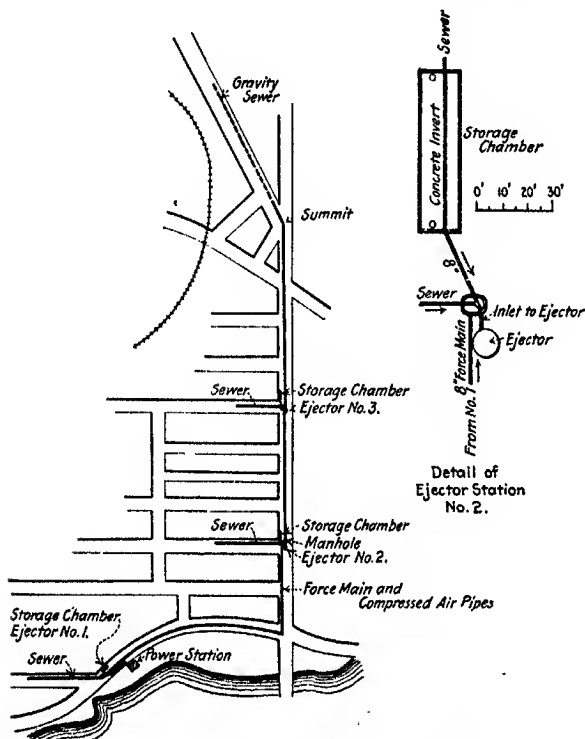 Gravity
Sewer
Summit
Sewer
Storage Chamber
Ejector No.3.
Sewer
Storage Chamber
Manhole
Ejector No.2.
Force Main and
Compressed Air Pipes
Storage Chamber
Ejector No.1.
Sewer
Power Station
Sewer
Concrete Invert
Storage
Chamber
0' 10' 20' 30'
8"
Sewer
Inlet to Ejector
Ejector
8" Force Main
From No.1
Detail of
Ejector Station
No.2.